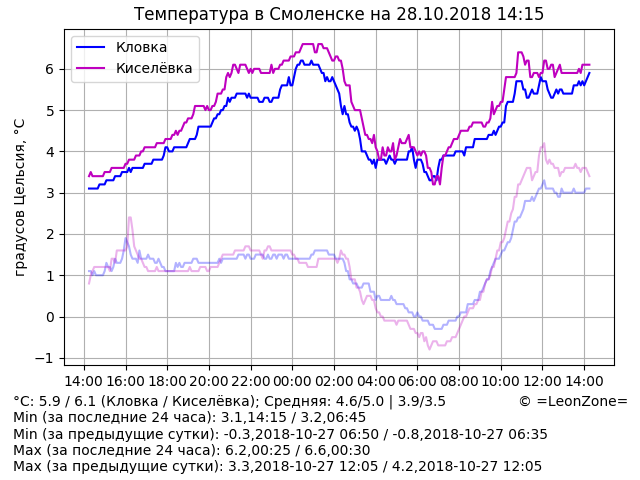 Температура в Смоленске на 28.10.2018 14:15
Кловка
Киселёвка
градусов Цельсия, °C
6
5
4
3
2
1
0
−1
14:00 16:00 18:00 20:00 22:00 00:00 02:00 04:00 06:00 08:00 10:00 12:00 14:00
°C: 5.9 / 6.1 (Кловка / Киселёвка); Средняя: 4.6/5.0 | 3.9/3.5 © =LeonZone=
Min (за последние 24 часа): 3.1,14:15 / 3.2,06:45
Min (за предыдущие сутки): -0.3,2018-10-27 06:50 / -0.8,2018-10-27 06:35
Max (за последние 24 часа): 6.2,00:25 / 6.6,00:30
Max (за предыдущие сутки): 3.3,2018-10-27 12:05 / 4.2,2018-10-27 12:05